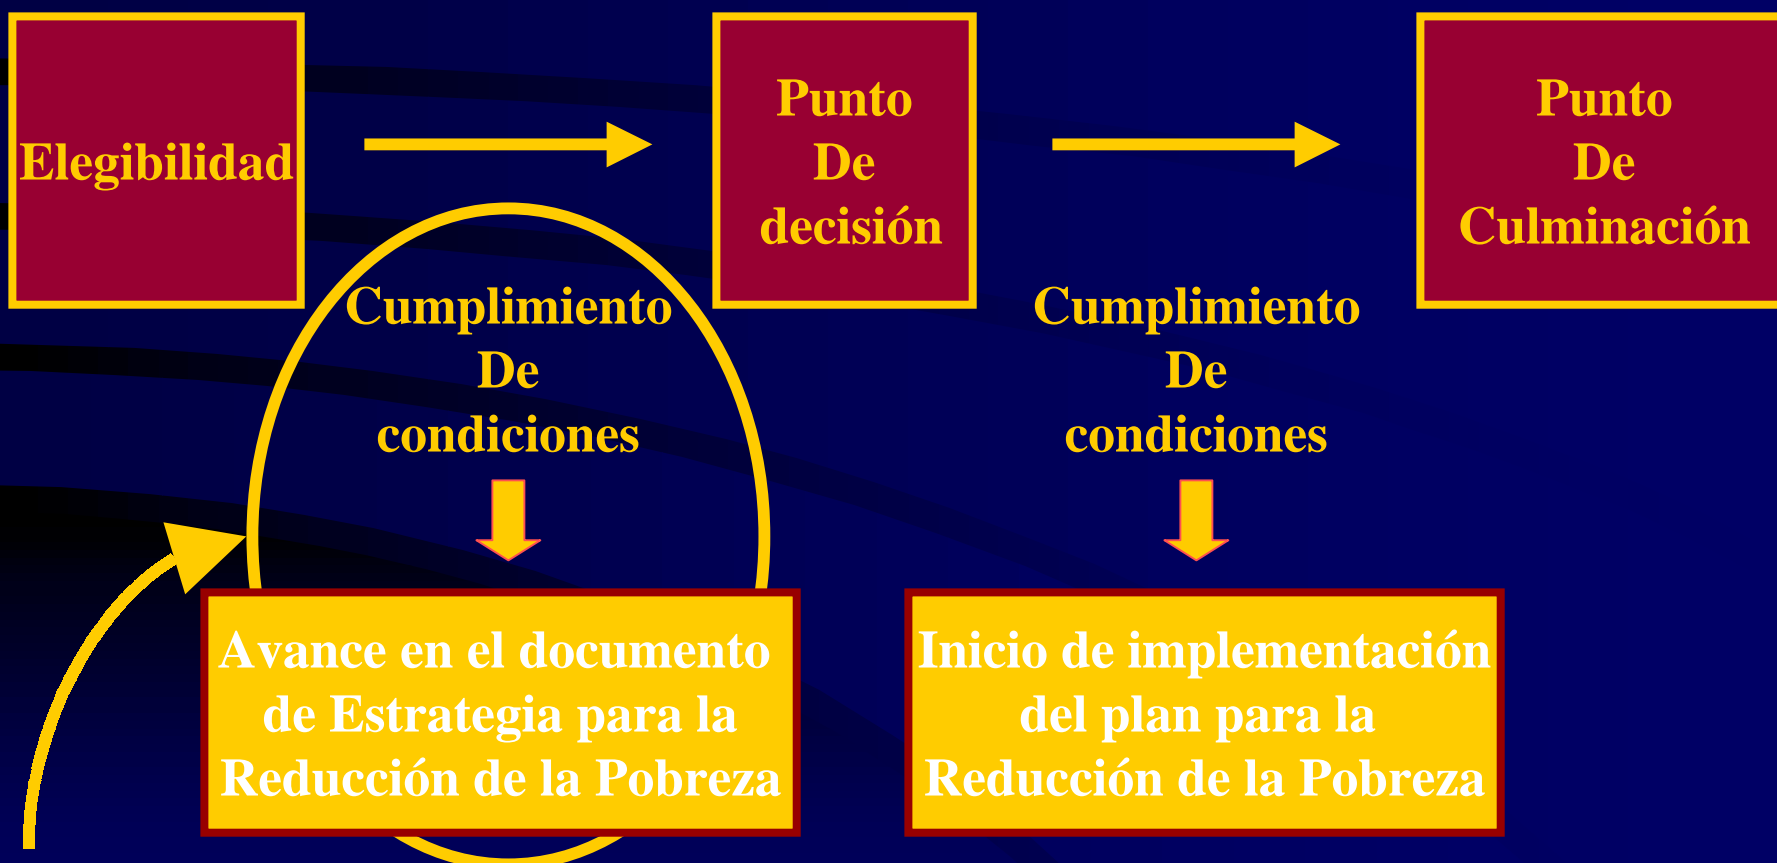 Elegibilidad
Punto
De
decisión
Punto
De
Culminación
Cumplimiento
De
condiciones
Cumplimiento
De
condiciones
Avance en el documento
de Estrategia para la
Reducción de la Pobreza
Inicio de implementación
del plan para la
Reducción de la Pobreza